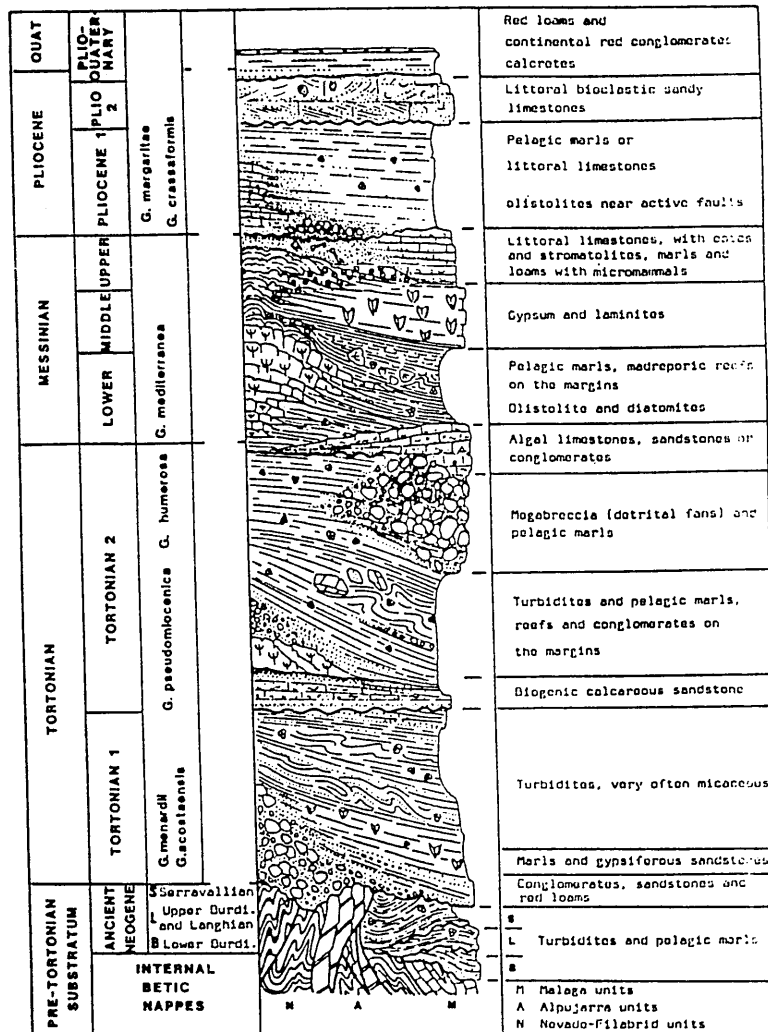 QUAT
PLIO-
QUATER-
NARY
Red loams and
continental red conglomerates
calcretes
PLIOCENE
PLIO
2
Littoral bioclastic sandy
limestones
PLIOCENE 1
G. margaritae
G. crassaformis
Pelagic marls or
littoral limestones
olistolites near active faults
MESSINIAN
UPPER
Littoral limestones, with
and stromatolites, marls and
loams with micromammals
MIDDLE
Gypsum and laminites
LOWER
G. mediterranea
Pelagic marls, madreporic reefs
on the margins
Olistolite and diatomites
Algal limestones, sandstones or
conglomerates
TORTONIAN
TORTONIAN 2
G. humerosa
G. pseudomiocenica
Megabreccia (detrital fans) and
pelagic marls
Turbidites and pelagic marls,
reefs and conglomerates on
the margins
Biogenic calcareous sandstone
TORTONIAN 1
G. menardii
G. acostaensis
Turbidites, very often micaceous
Marls and gypsiferous sandstones
Conglomerates, sandstones and
red loams
PRE-TORTONIAN
SUBSTRATUM
ANCIENT
NEOGENE
S Serravallian
L Upper Burdi.
and Langhian
B Lower Burdi.
S
L
B
Turbidites and pelagic marls
INTERNAL
BETIC
NAPPES
N A M
M Malaga units
A Alpujarra units
N Nevado-Filabrid units